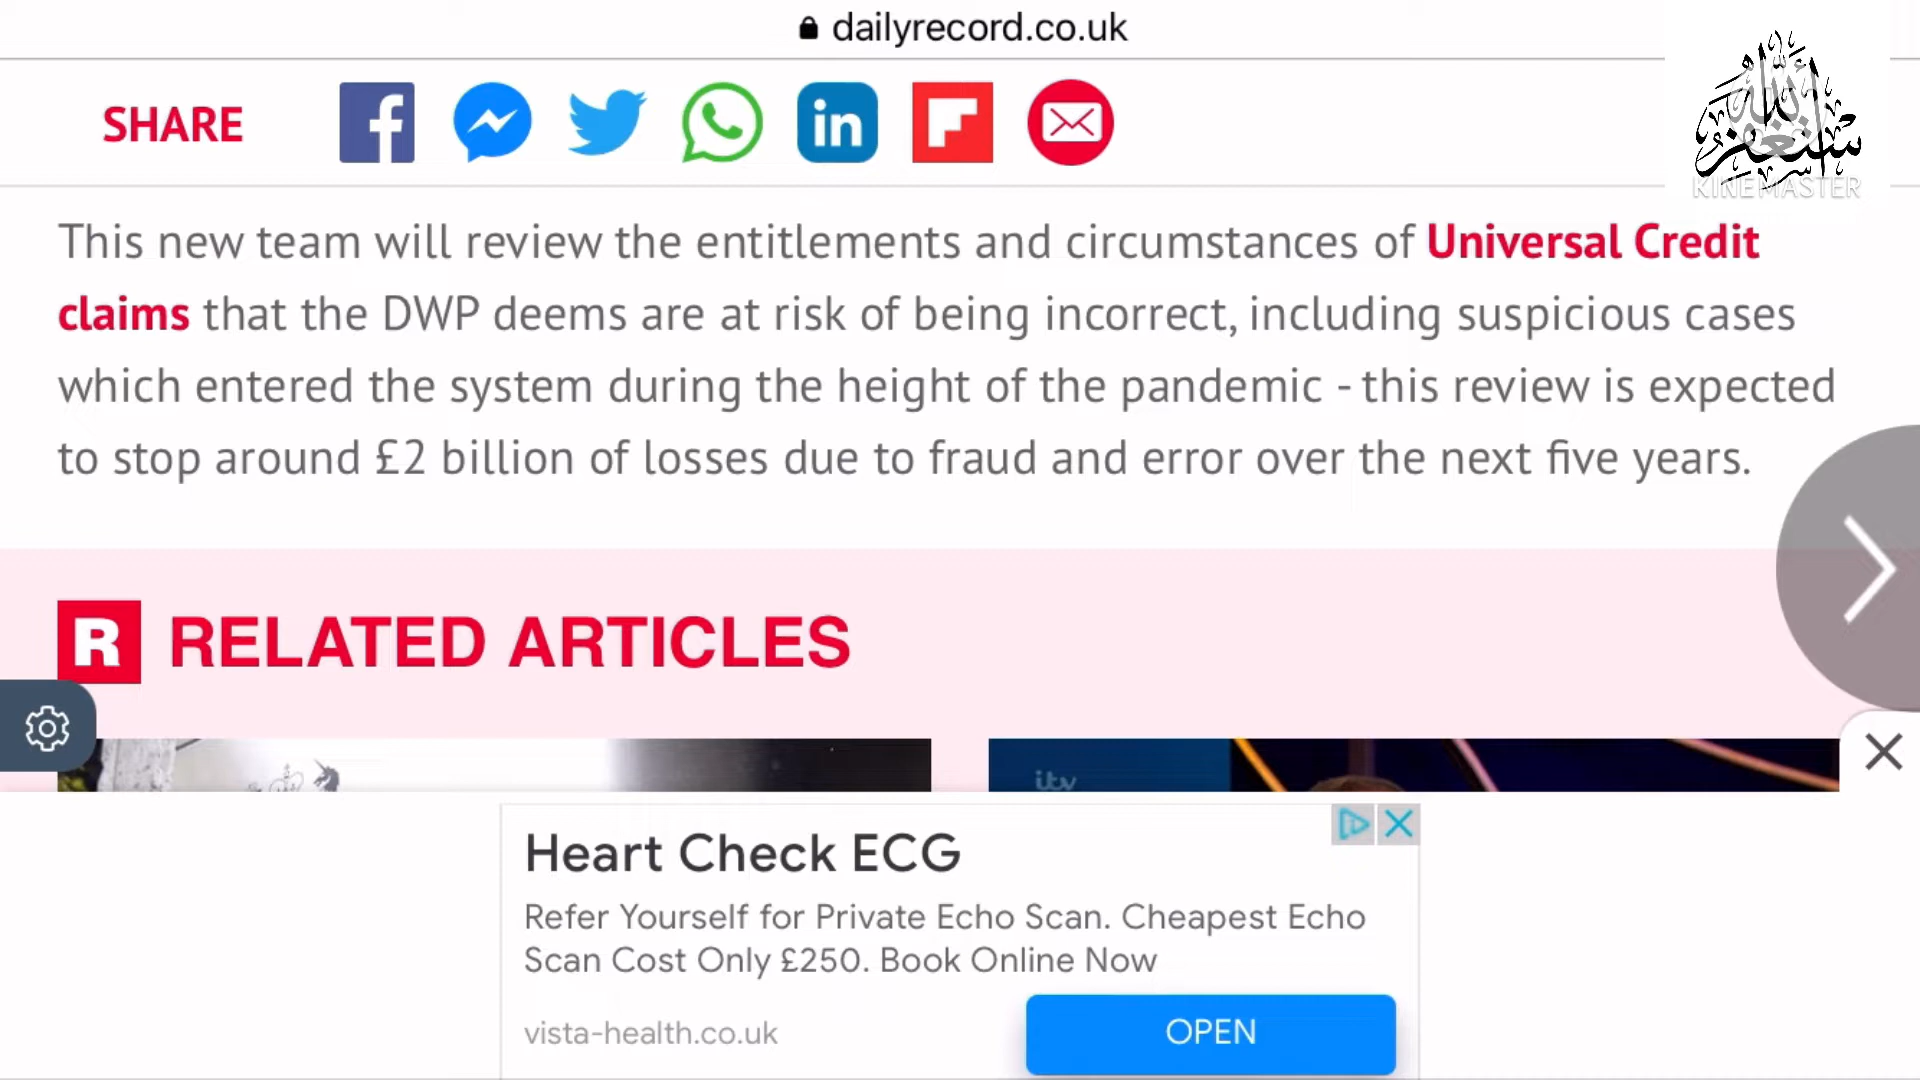 dailyrecord.co.uk
SHARE
KINEMASTER
This new team will review the entitlements and circumstances of Universal Credit
claims that the DWP deems are at risk of being incorrect, including suspicious cases
which entered the system during the height of the pandemic - this review is expected
to stop around £2 billion of losses due to fraud and error over the next five years.
R RELATED ARTICLES
itv
Heart Check ECG
Refer Yourself for Private Echo Scan. Cheapest Echo
Scan Cost Only £250. Book Online Now
vista-health.co.uk
OPEN